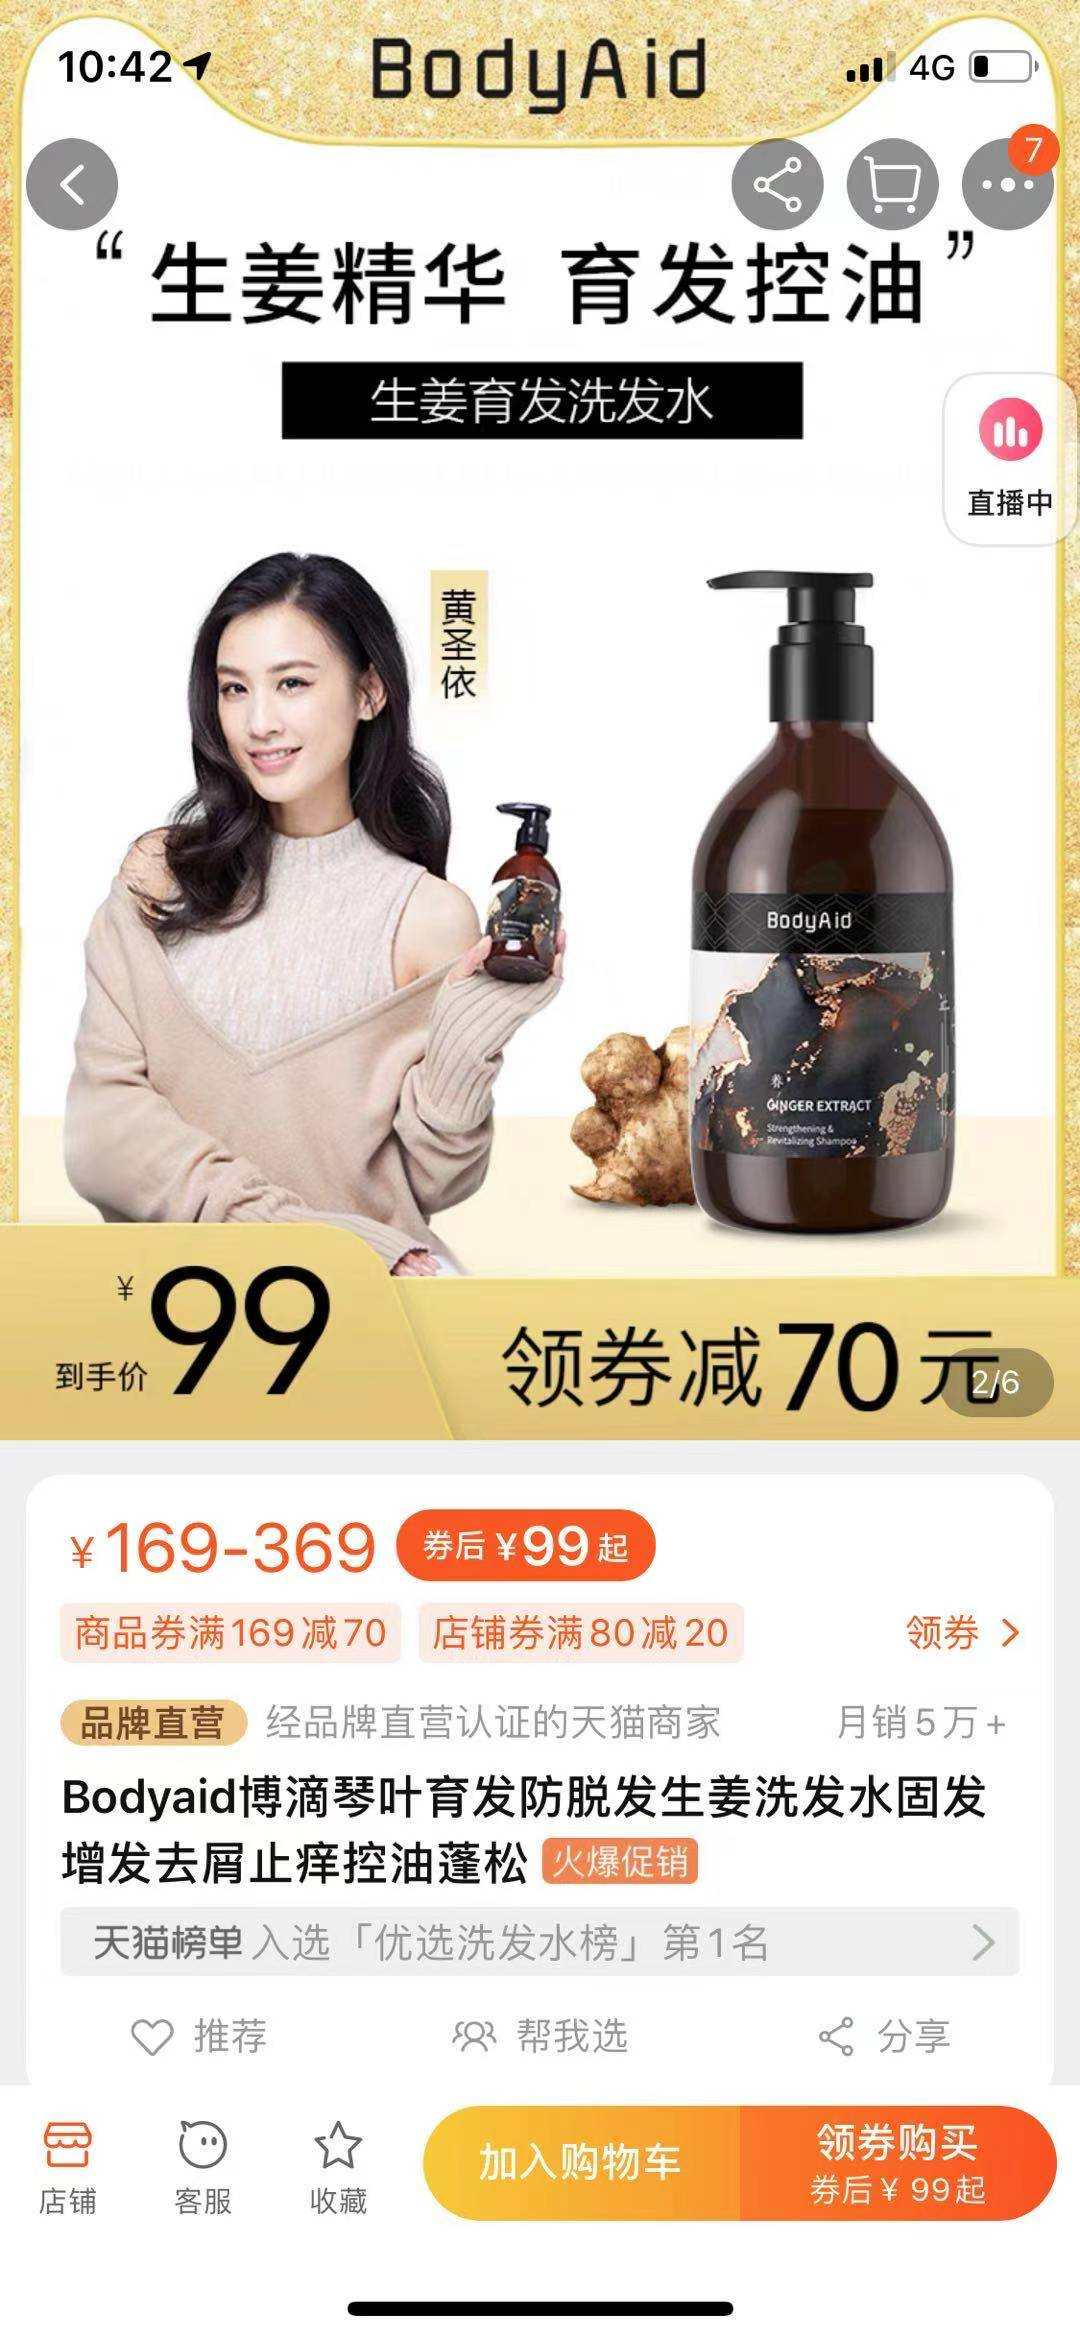 10:42
4G
BodyAid
7
“生姜精华 育发控油”
生姜育发洗发水
直播中
黄圣依
BodyAid
养
GINGER EXTRACT
Strengthening &
Revitalizing Shampoo
¥99
到手价
领券减70元
2/6
¥169-369
券后¥99起
商品券满169减70
店铺券满80减20
领券
品牌直营
经品牌直营认证的天猫商家
月销5万+
Bodyaid博滴琴叶育发防脱发生姜洗发水固发
增发去屑止痒控油蓬松 火爆促销
天猫榜单 入选「优选洗发水榜」第1名
推荐
帮我选
分享
店铺
客服
收藏
加入购物车
领券购买
券后¥ 99起